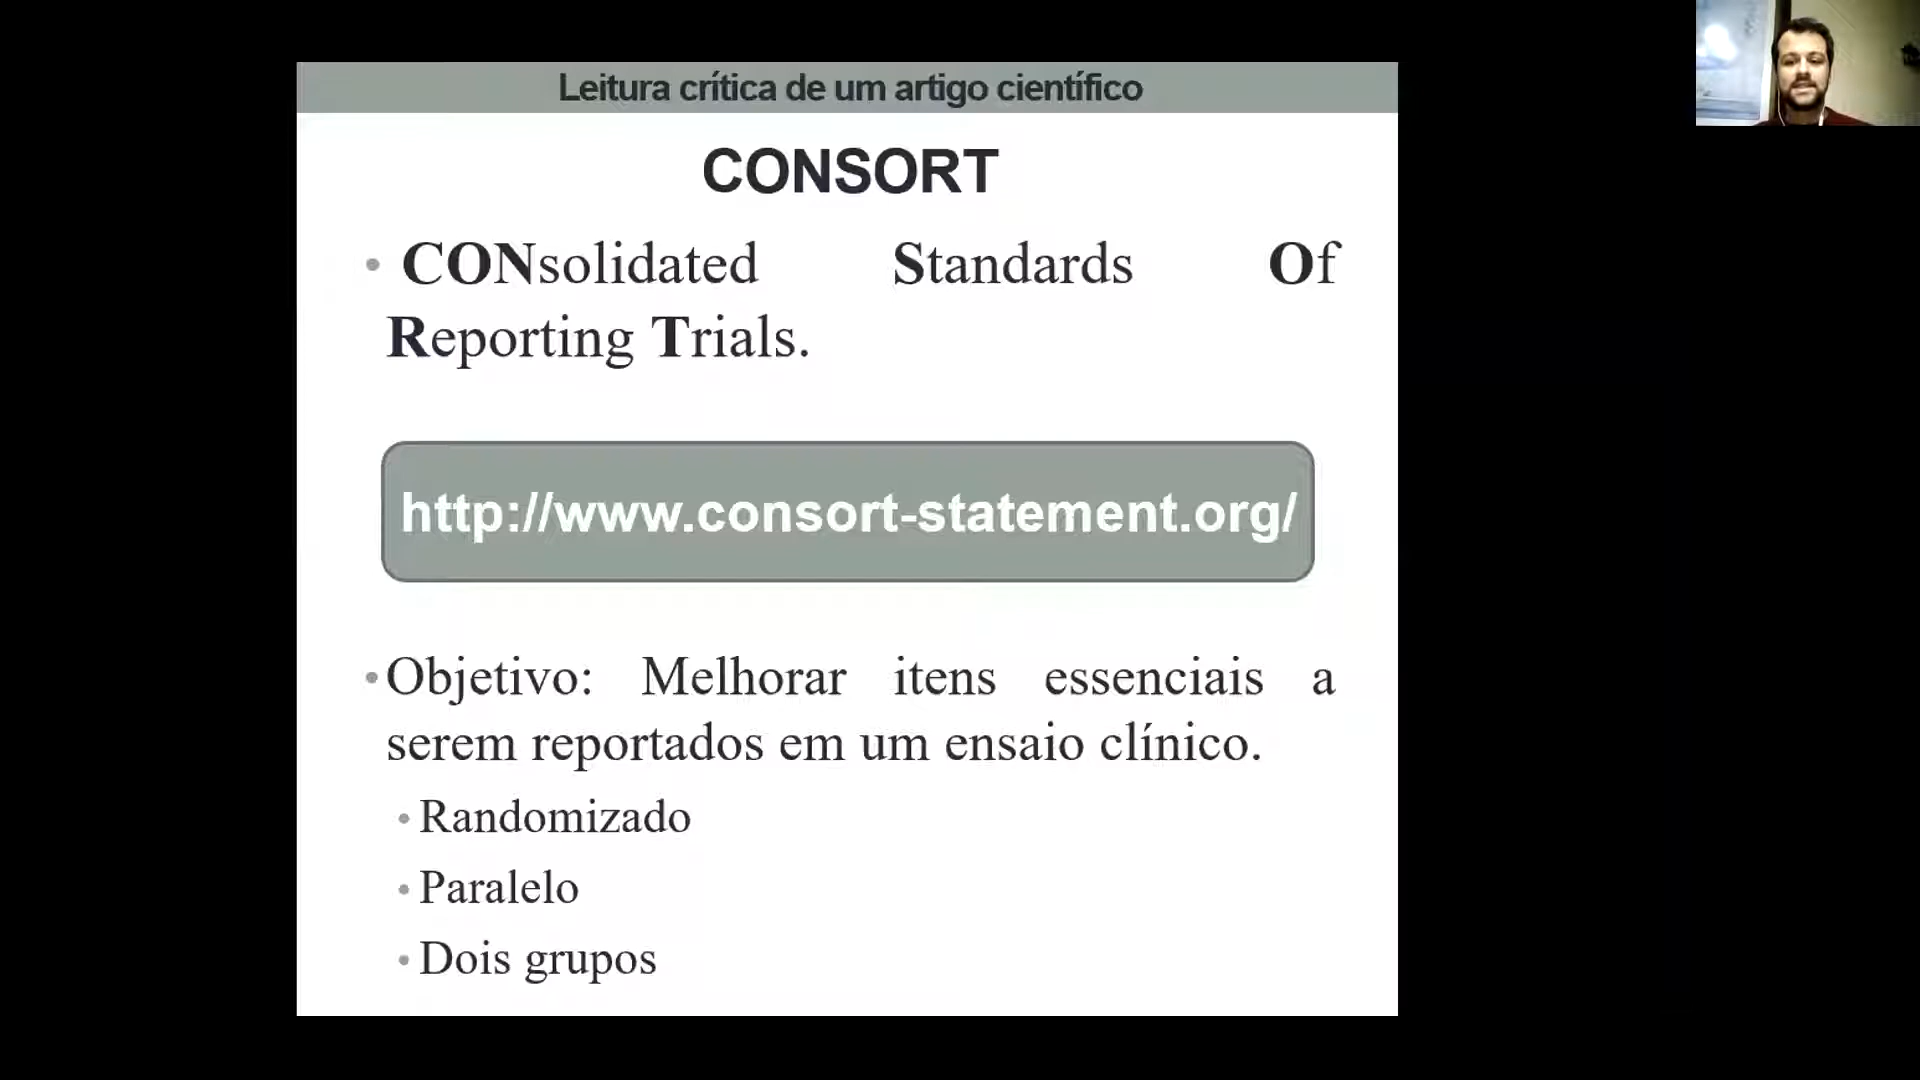 Leitura crítica de um artigo científico
CONSORT
• CONsolidated Standards Of
Reporting Trials.
http://www.consort-statement.org/
• Objetivo: Melhorar itens essenciais a
serem reportados em um ensaio clínico.
• Randomizado
• Paralelo
• Dois grupos